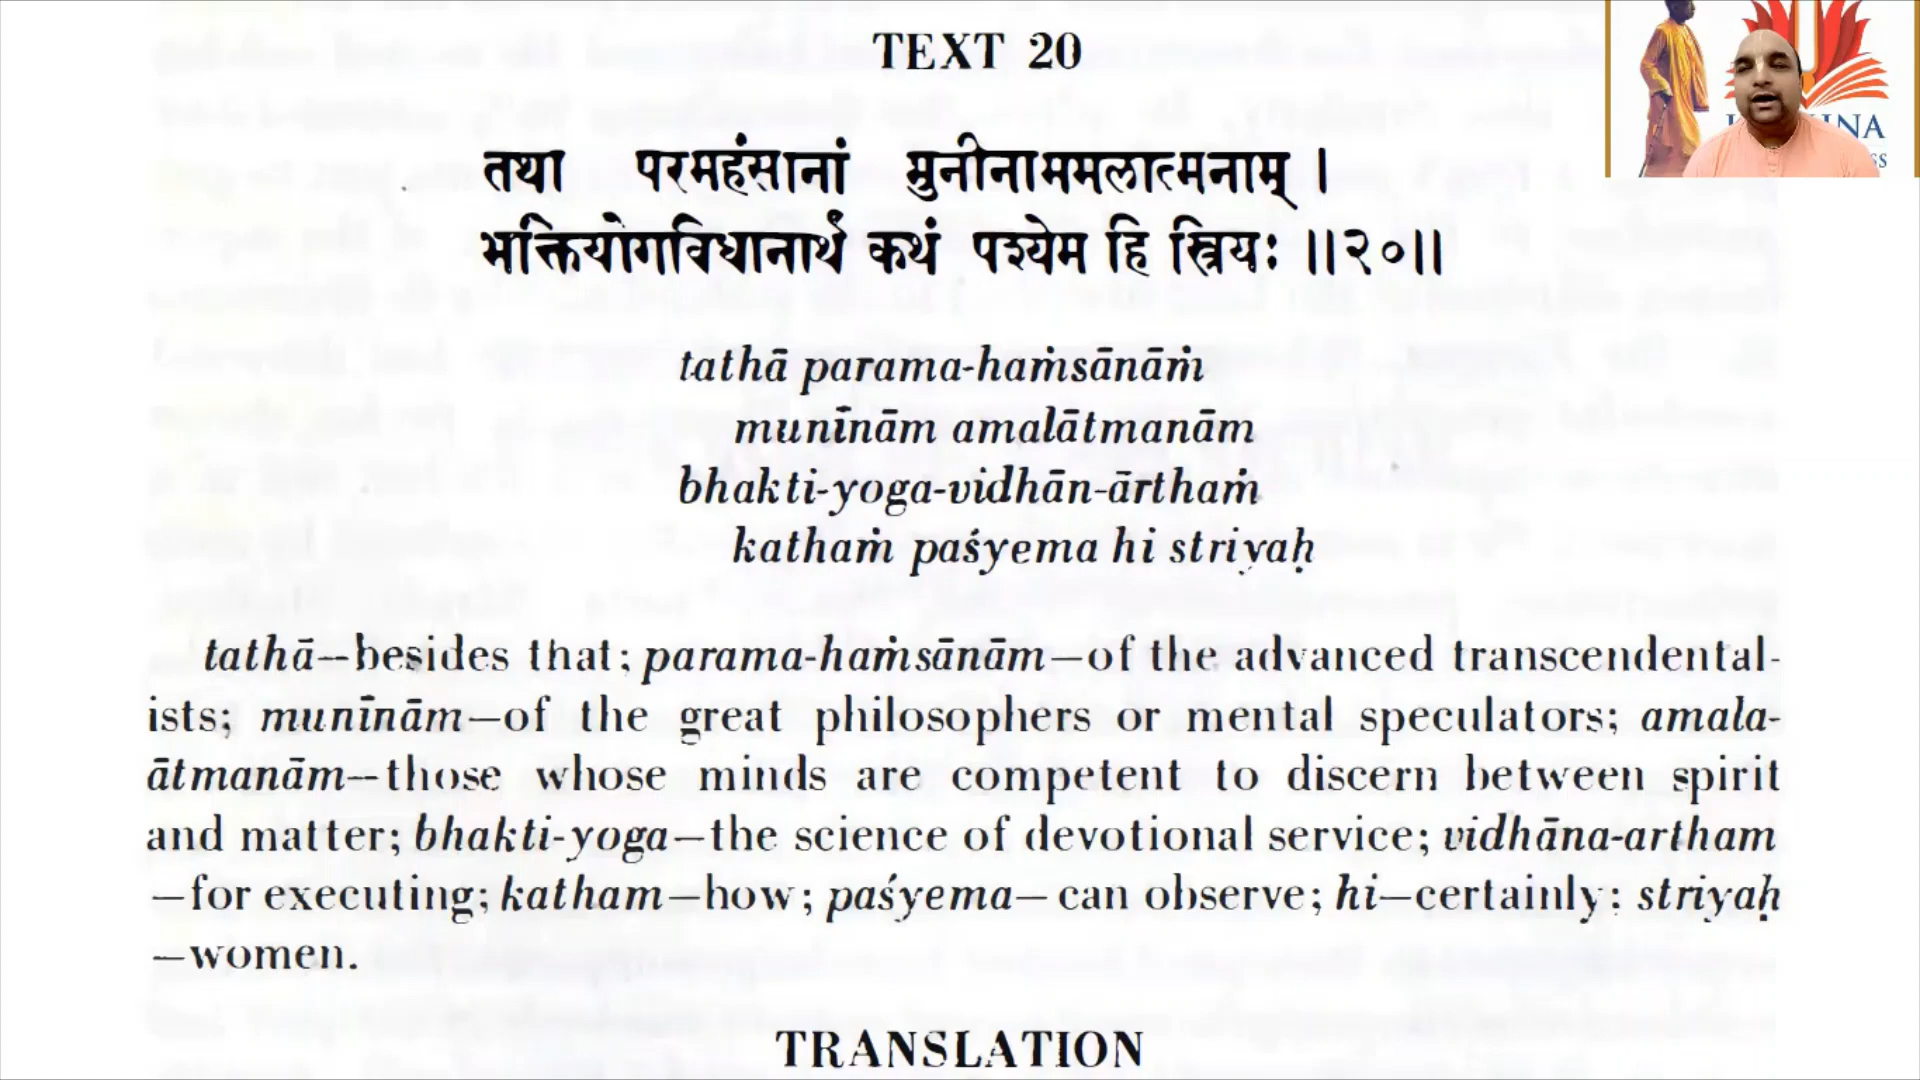 TEXT 20
तथा परमहंसानां मुनीनाममलात्मनाम् ।
भक्तियोगविधानार्थं कथं पश्येम हि स्त्रियः ॥२०॥
tathā parama-haṁsānāṁ
munīnām amalātmanām
bhakti-yoga-vidhān-ārthaṁ
kathaṁ paśyema hi striyaḥ
tathā—besides that; parama-haṁsānām—of the advanced transcendental-
ists; munīnām—of the great philosophers or mental speculators; amala-
ātmanām—those whose minds are competent to discern between spirit
and matter; bhakti-yoga—the science of devotional service; vidhāna-artham
—for executing; katham—how; paśyema—can observe; hi—certainly; striyaḥ
—women.
TRANSLATION